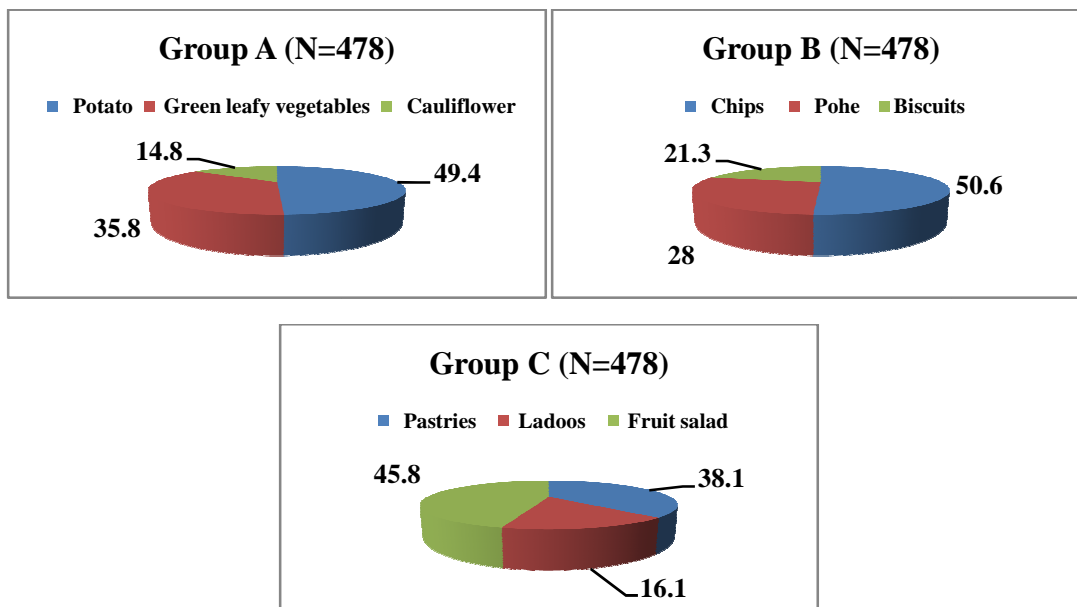 Group A (N=478)
Potato Green leafy vegetables Cauliflower
14.8
49.4
35.8
Group B (N=478)
Chips Pohe Biscuits
21.3
50.6
28
Group C (N=478)
Pastries Ladoos Fruit salad
45.8
38.1
16.1